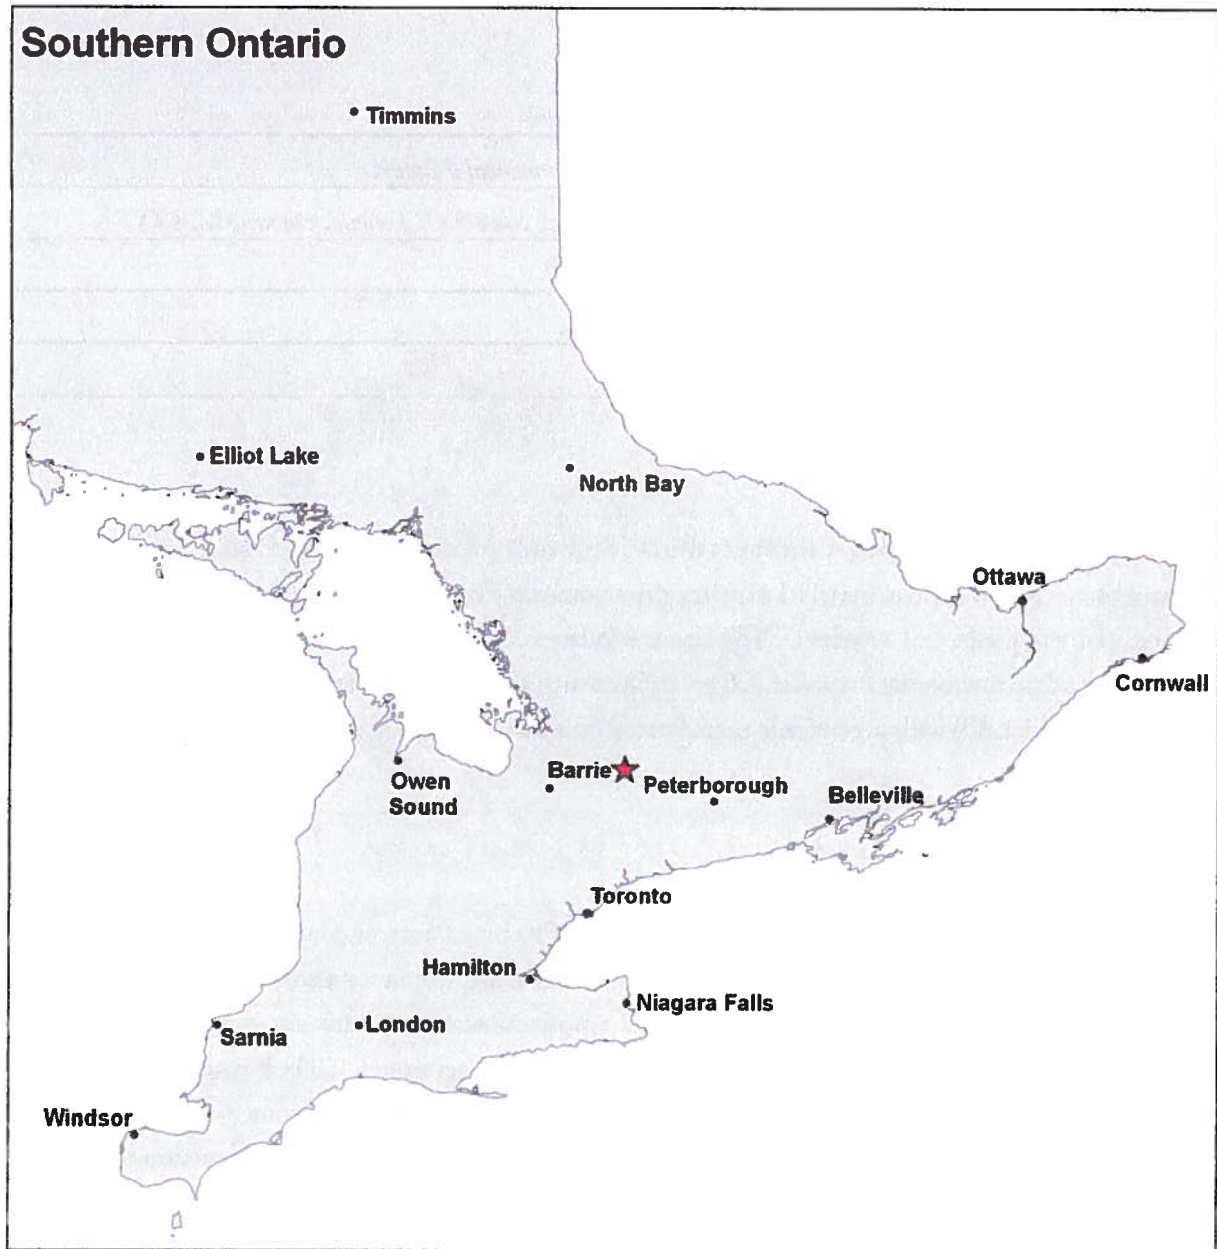 Southern Ontario
Timmins
Elliot Lake
North Bay
Ottawa
Cornwall
Owen
Sound
Barrie
Peterborough
Belleville
Toronto
Hamilton
Niagara Falls
Sarnia
London
Windsor